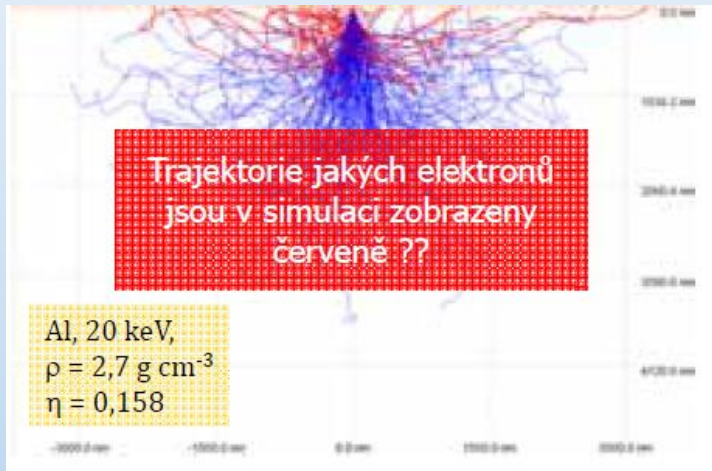 Trajektorie jakých elektronů
jsou v simulaci zobrazeny
červeně ??
Al, 20 keV,
ρ = 2,7 g cm⁻³
η = 0,158
0.0 nm